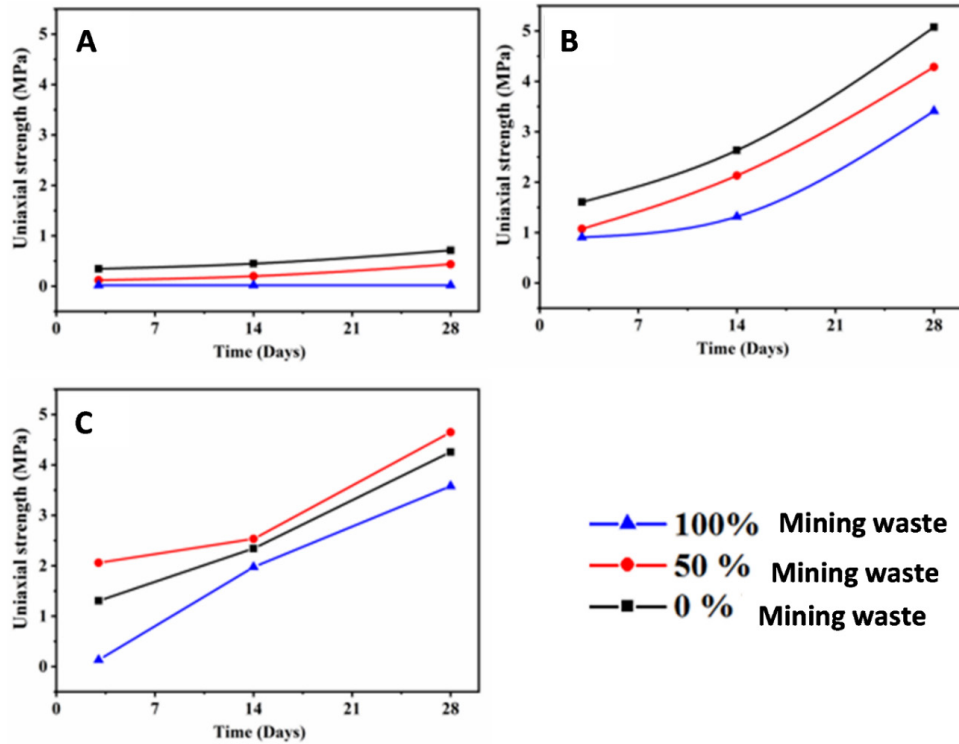 A
Uniaxial strength (MPa)
5
4
3
2
1
0
0 7 14 21 28
Time (Days)
B
Uniaxial strength (MPa)
5
4
3
2
1
0
0 7 14 21 28
Time (Days)
C
Uniaxial strength (MPa)
5
4
3
2
1
0
0 7 14 21 28
Time (Days)
100% Mining waste
50 % Mining waste
0 % Mining waste